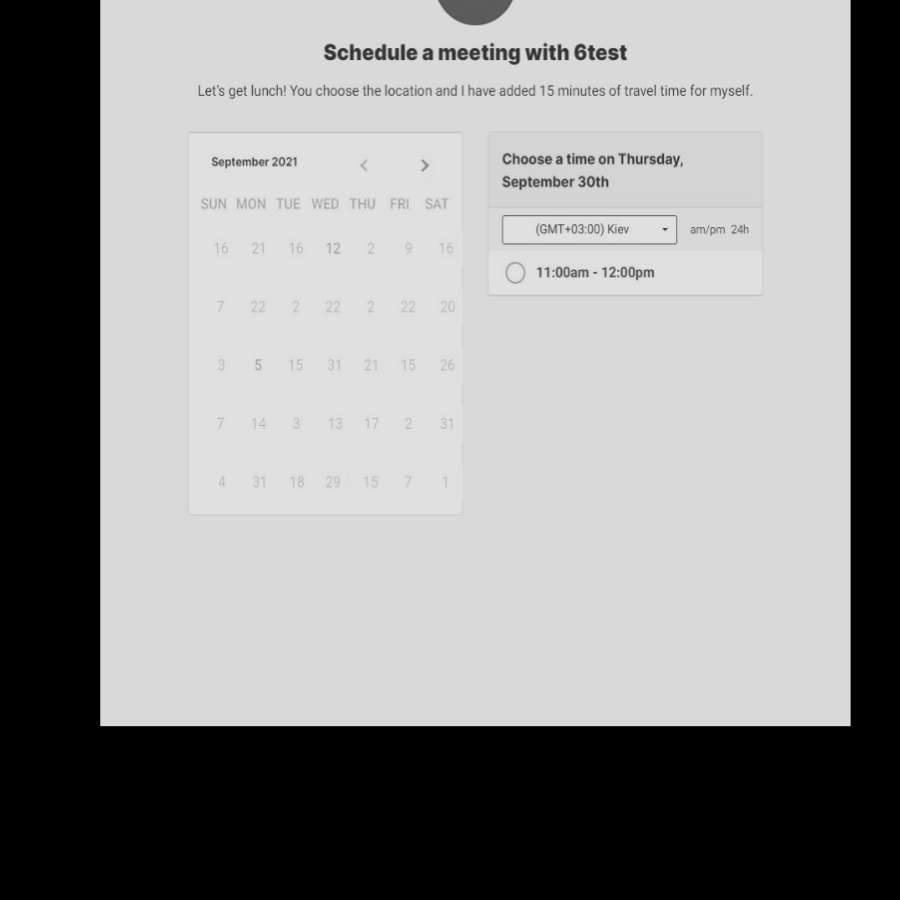 Schedule a meeting with 6test
Let's get lunch! You choose the location and I have added 15 minutes of travel time for myself.
September 2021
SUN MON TUE WED THU FRI SAT
16 21 16 12 2 9 16
7 22 2 22 2 22 20
3 5 15 31 21 15 26
7 14 3 13 17 2 31
4 31 18 29 15 7 1
Choose a time on Thursday,
September 30th
(GMT+03:00) Kiev am/pm 24h
11:00am - 12:00pm